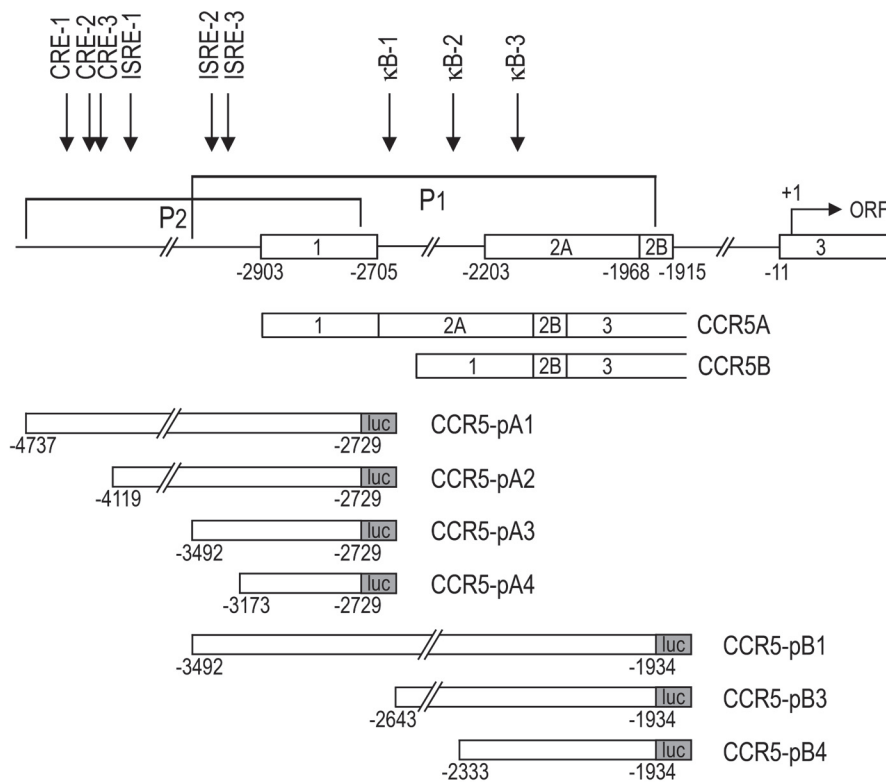 CRE-1
CRE-2
CRE-3
ISRE-1
ISRE-2
ISRE-3
κB-1
κB-2
κB-3
P2
P1
+1
ORF
1
2A
2B
3
-2903
-2705
-2203
-1968
-1915
-11
1 2A 2B 3 CCR5A
1 2B 3 CCR5B
luc CCR5-pA1
-4737 -2729
luc CCR5-pA2
-4119 -2729
luc CCR5-pA3
-3492 -2729
luc CCR5-pA4
-3173 -2729
luc CCR5-pB1
-3492 -1934
luc CCR5-pB3
-2643 -1934
luc CCR5-pB4
-2333 -1934